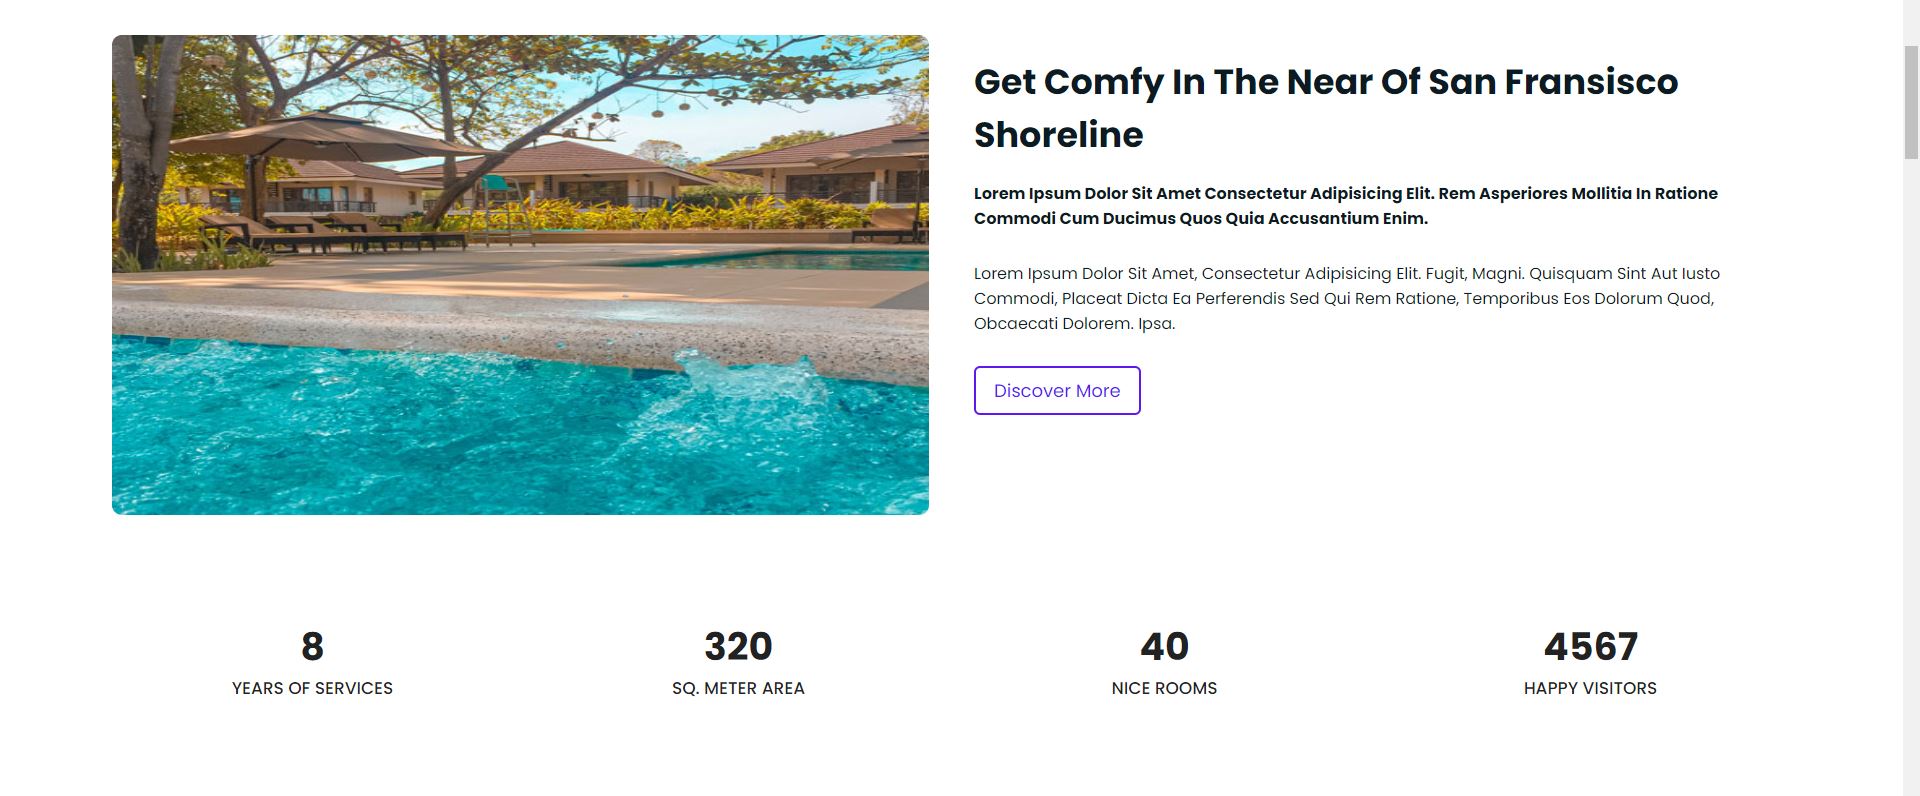 Get Comfy In The Near Of San Fransisco
Shoreline
Lorem Ipsum Dolor Sit Amet Consectetur Adipisicing Elit. Rem Asperiores Mollitia In Ratione
Commodi Cum Ducimus Quos Quia Accusantium Enim.
Lorem Ipsum Dolor Sit Amet, Consectetur Adipisicing Elit. Fugit, Magni. Quisquam Sint Aut Iusto
Commodi, Placeat Dicta Ea Perferendis Sed Qui Rem Ratione, Temporibus Eos Dolorum Quod,
Obcaecati Dolorem. Ipsa.
Discover More
8
YEARS OF SERVICES
320
SQ. METER AREA
40
NICE ROOMS
4567
HAPPY VISITORS